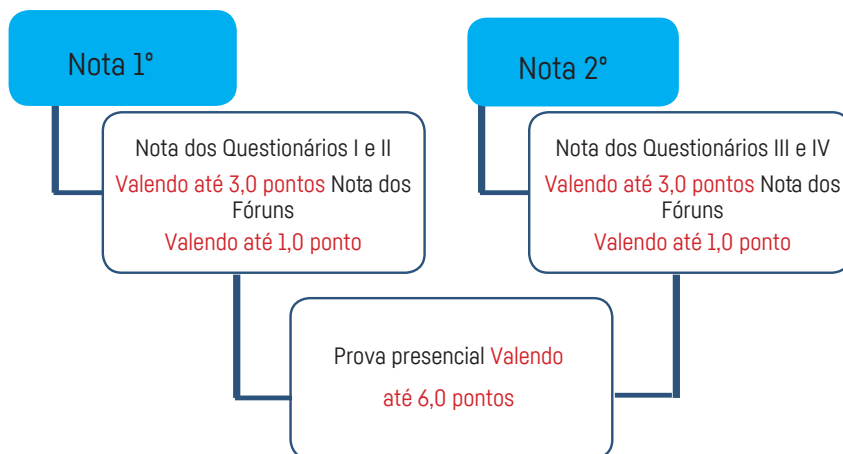 Nota 1º
Nota dos Questionários I e II
Valendo até 3,0 pontos Nota dos
Fóruns
Valendo até 1,0 ponto
Nota 2º
Nota dos Questionários III e IV
Valendo até 3,0 pontos Nota dos
Fóruns
Valendo até 1,0 ponto
Prova presencial Valendo
até 6,0 pontos